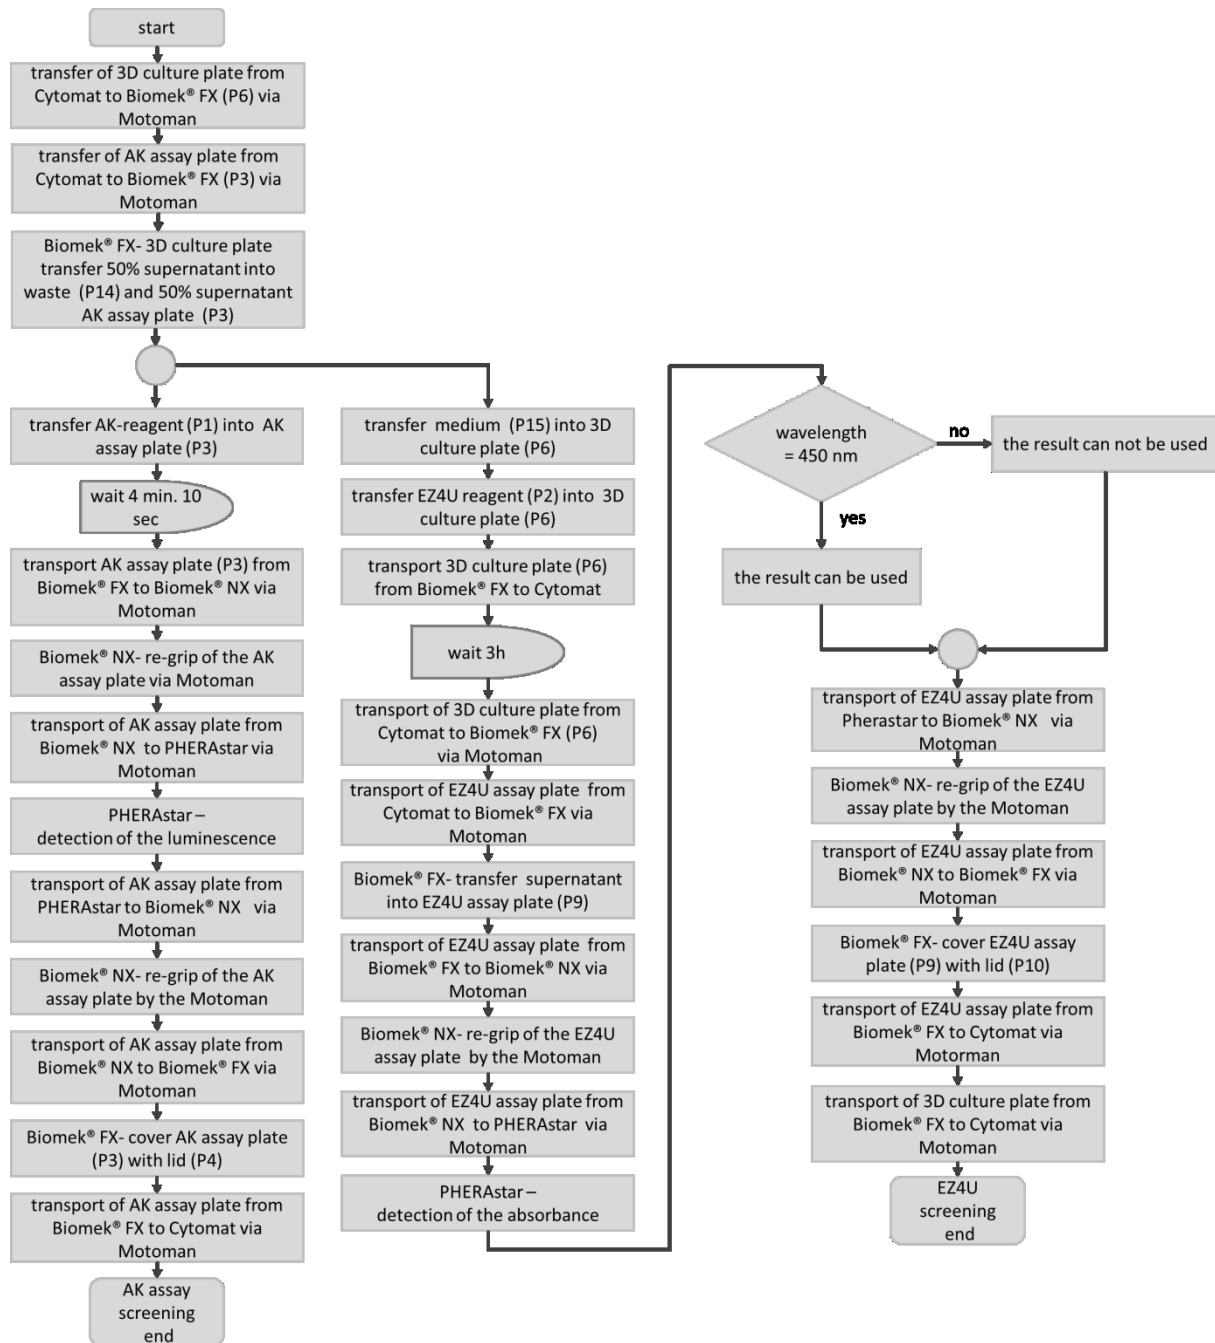 start
transfer of 3D culture plate from
Cytomat to Biomek® FX (P6) via
Motoman
transfer of AK assay plate from
Cytomat to Biomek® FX (P3) via
Motoman
Biomek® FX- 3D culture plate
transfer 50% supernatant into
waste (P14) and 50% supernatant
AK assay plate (P3)
transfer AK-reagent (P1) into AK
assay plate (P3)
wait 4 min. 10
sec
transport AK assay plate (P3) from
Biomek® FX to Biomek® NX via
Motoman
Biomek® NX- re-grip of the AK
assay plate via Motoman
transport of AK assay plate from
Biomek® NX to PHERAstar via
Motoman
PHERAstar –
detection of the luminescence
transport of AK assay plate from
PHERAstar to Biomek® NX via
Motoman
Biomek® NX- re-grip of the AK
assay plate by the Motoman
transport of AK assay plate from
Biomek® NX to Biomek® FX via
Motoman
Biomek® FX- cover AK assay plate
(P3) with lid (P4)
transport of AK assay plate from
Biomek® FX to Cytomat via
Motoman
AK assay
screening
end
transfer medium (P15) into 3D
culture plate (P6)
transfer EZ4U reagent (P2) into 3D
culture plate (P6)
transport 3D culture plate (P6)
from Biomek® FX to Cytomat
wait 3h
transport of 3D culture plate from
Cytomat to Biomek® FX (P6)
via Motoman
transport of EZ4U assay plate from
Cytomat to Biomek® FX via
Motoman
Biomek® FX- transfer supernatant
into EZ4U assay plate (P9)
transport of EZ4U assay plate from
Biomek® FX to Biomek® NX via
Motoman
Biomek® NX- re-grip of the EZ4U
assay plate by the Motoman
transport of EZ4U assay plate from
Biomek® NX to PHERAstar via
Motoman
PHERAstar –
detection of the absorbance
wavelength
= 450 nm
no
the result can not be used
yes
the result can be used
transport of EZ4U assay plate from
Pherastar to Biomek® NX via
Motoman
Biomek® NX- re-grip of the EZ4U
assay plate by the Motoman
transport of EZ4U assay plate from
Biomek® NX to Biomek® FX via
Motoman
Biomek® FX- cover EZ4U assay
plate (P9) with lid (P10)
transport of EZ4U assay plate from
Biomek® FX to Cytomat via
Motorman
transport of 3D culture plate from
Biomek® FX to Cytomat via
Motoman
EZ4U
screening
end